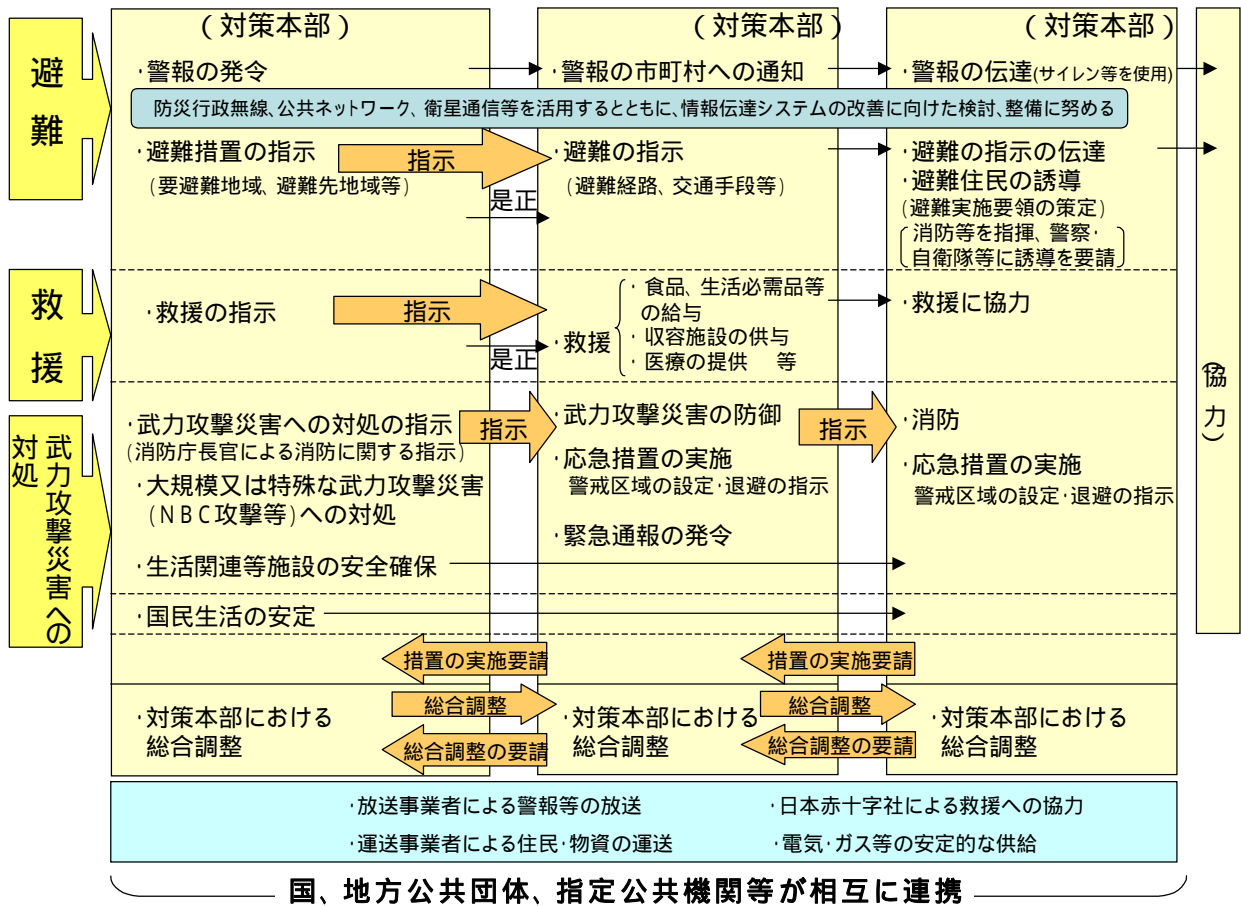 (対策本部)
(対策本部)
(対策本部)
避難
・警報の発令
・警報の市町村への通知
・警報の伝達(サイレン等を使用)
防災行政無線、公共ネットワーク、衛星通信等を活用するとともに、情報伝達システムの改善に向けた検討、整備に努める
・避難措置の指示
(要避難地域、避難先地域等)
指示
是正
・避難の指示
(避難経路、交通手段等)
・避難の指示の伝達
・避難住民の誘導
(避難実施要領の策定)
消防等を指揮、警察・
自衛隊等に誘導を要請
救援
・救援の指示
指示
是正
・救援
・食品、生活必需品等
の給与
・収容施設の供与
・医療の提供 等
・救援に協力
(協力)
武力攻撃災害への
対処
・武力攻撃災害への対処の指示
(消防庁長官による消防に関する指示)
・大規模又は特殊な武力攻撃災害
(NBC攻撃等)への対処
指示
・武力攻撃災害の防御
・応急措置の実施
警戒区域の設定・退避の指示
・緊急通報の発令
指示
・消防
・応急措置の実施
警戒区域の設定・退避の指示
・生活関連等施設の安全確保
・国民生活の安定
措置の実施要請
措置の実施要請
・対策本部における
総合調整
総合調整
総合調整の要請
・対策本部における
総合調整
総合調整
総合調整の要請
・対策本部における
総合調整
・放送事業者による警報等の放送
・日本赤十字社による救援への協力
・運送事業者による住民・物資の運送
・電気・ガス等の安定的な供給
国、地方公共団体、指定公共機関等が相互に連携